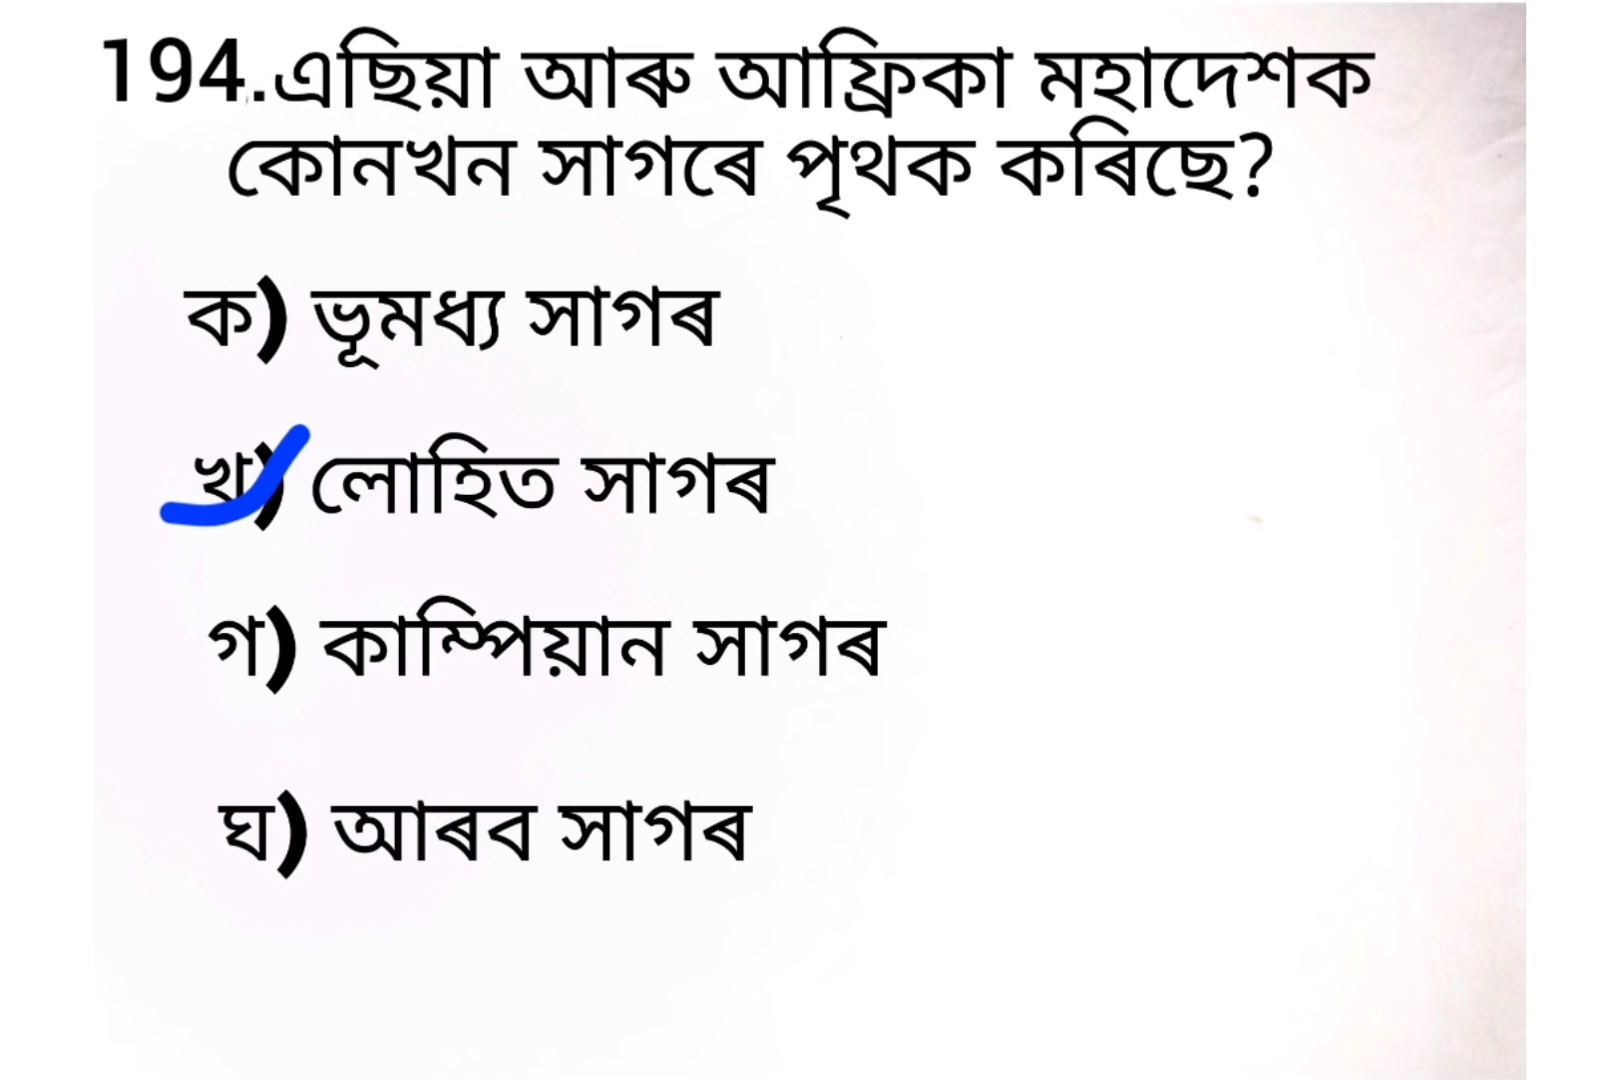 194.এছিয়া আৰু আফ্ৰিকা মহাদেশক
কোনখন সাগৰে পৃথক কৰিছে?
ক) ভূমধ্য সাগৰ
খ) লোহিত সাগৰ
গ) কাম্পিয়ান সাগৰ
ঘ) আৰব সাগৰ